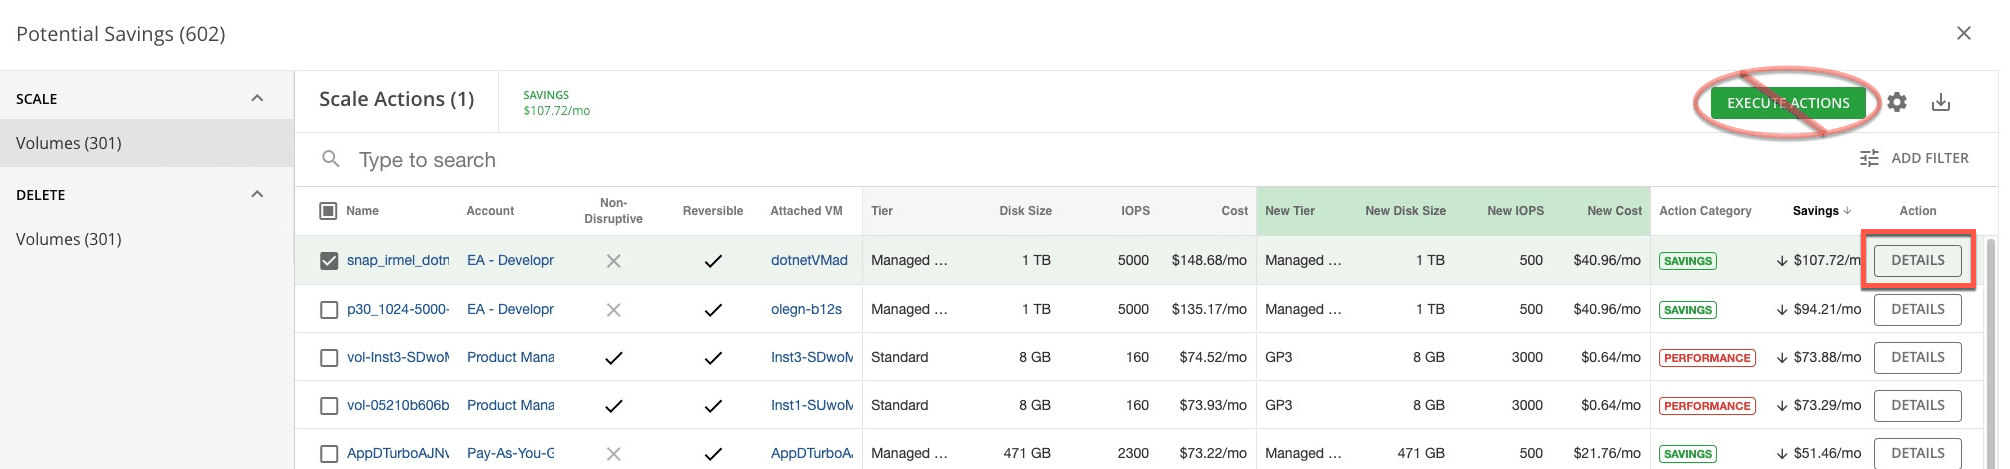 Potential Savings (602)
SCALE
Volumes (301)
DELETE
Volumes (301)
Scale Actions (1)
SAVINGS
$107.72/mo
EXECUTE ACTIONS
Type to search
ADD FILTER
Name Account Non-Disruptive Reversible Attached VM Tier Disk Size IOPS Cost New Tier New Disk Size New IOPS New Cost Action Category Savings ↓ Action
snap_irmel_dotn EA - Developr dotnetVMad Managed ... 1 TB 5000 $148.68/mo Managed ... 1 TB 500 $40.96/mo SAVINGS ↓ $107.72/m DETAILS
p30_1024-5000- EA - Developr olegn-b12s Managed ... 1 TB 5000 $135.17/mo Managed ... 1 TB 500 $40.96/mo SAVINGS ↓ $94.21/mo DETAILS
vol-Inst3-SDwoM Product Mana Inst3-SDwoM Standard 8 GB 160 $74.52/mo GP3 8 GB 3000 $0.64/mo PERFORMANCE ↓ $73.88/mo DETAILS
vol-05210b606b Product Mana Inst1-SUwoM Standard 8 GB 160 $73.93/mo GP3 8 GB 3000 $0.64/mo PERFORMANCE ↓ $73.29/mo DETAILS
AppDTurboAJNv Pay-As-You-G AppDTurboAJ Managed ... 471 GB 2300 $73.22/mo Managed ... 471 GB 500 $21.76/mo SAVINGS ↓ $51.46/mo DETAILS